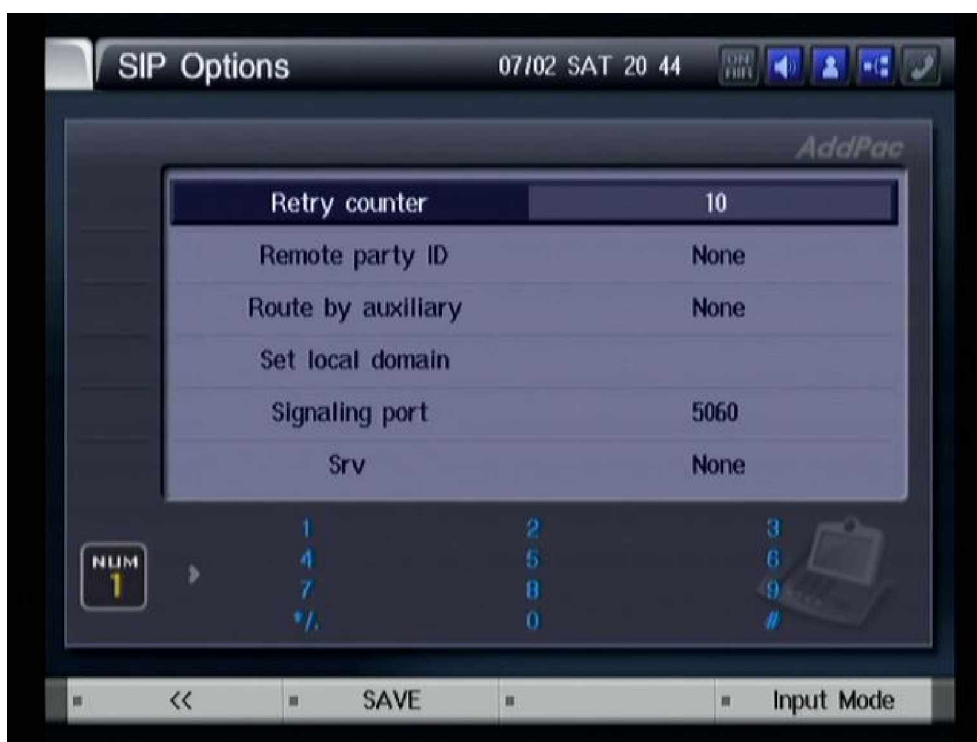 SIP Options 07/02 SAT 20 44 ON AIR
AddPac
Retry counter 10
Remote party ID None
Route by auxiliary None
Set local domain
Signaling port 5060
Srv None
1 2 3
NUM 4 5 6
1 7 8 9
*/. 0 #
<< SAVE Input Mode